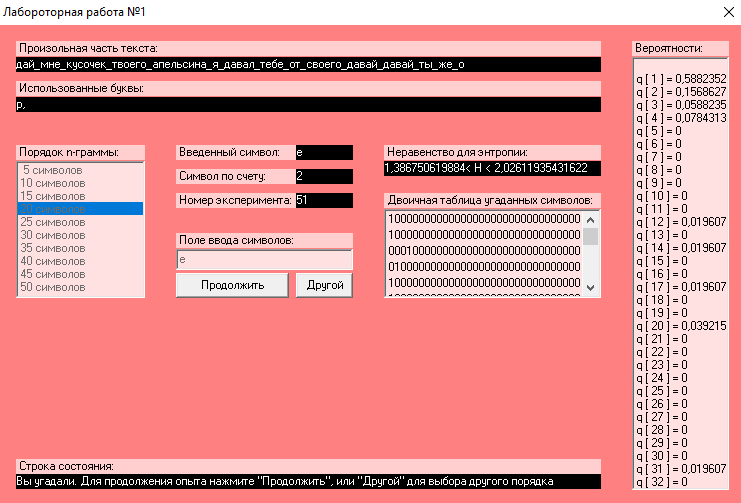 Лабороторная работа №1
Произольная часть текста:
дай_мне_кусочек_твоего_апельсина_я_давал_тебе_от_своего_давай_давай_ты_же_о
Использованные буквы:
р,
Порядок n-граммы:
5 символов
10 символов
15 символов
20 символов
25 символов
30 символов
35 символов
40 символов
45 символов
50 символов
Введенный символ: е
Символ по счету: 2
Номер эксперимента: 51
Поле ввода символов:
е
Продолжить Другой
Неравенство для энтропии:
1,386750619884< H < 2,02611935431622
Двоичная таблица угаданных символов:
10000000000000000000000000000000
10000000000000000000000000000000
00010000000000000000000000000000
01000000000000000000000000000000
10000000000000000000000000000000
Вероятности:
q [ 1 ] = 0,5882352
q [ 2 ] = 0,1568627
q [ 3 ] = 0,0588235
q [ 4 ] = 0,0784313
q [ 5 ] = 0
q [ 6 ] = 0
q [ 7 ] = 0
q [ 8 ] = 0
q [ 9 ] = 0
q [ 10 ] = 0
q [ 11 ] = 0
q [ 12 ] = 0,019607
q [ 13 ] = 0
q [ 14 ] = 0,019607
q [ 15 ] = 0
q [ 16 ] = 0
q [ 17 ] = 0,019607
q [ 18 ] = 0
q [ 19 ] = 0
q [ 20 ] = 0,039215
q [ 21 ] = 0
q [ 22 ] = 0
q [ 23 ] = 0
q [ 24 ] = 0
q [ 25 ] = 0
q [ 26 ] = 0
q [ 27 ] = 0
q [ 28 ] = 0
q [ 29 ] = 0
q [ 30 ] = 0
q [ 31 ] = 0,019607
q [ 32 ] = 0
Строка состояния:
Вы угадали. Для продолжения опыта нажмите "Продолжить", или "Другой" для выбора другого порядка